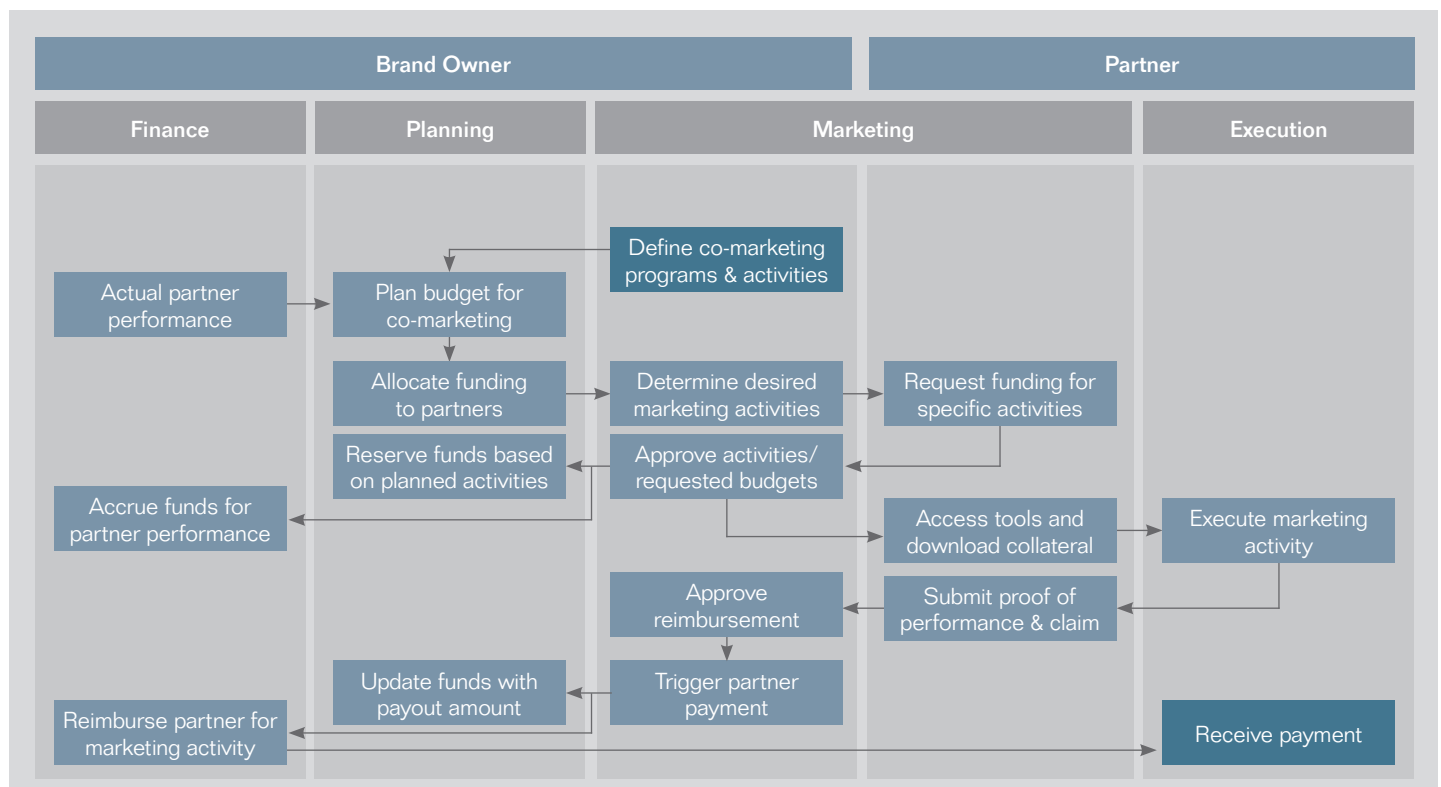 Brand Owner
Partner
Finance
Planning
Marketing
Execution
Define co-marketing
programs & activities
Actual partner
performance
Plan budget for
co-marketing
Allocate funding
to partners
Determine desired
marketing activities
Request funding for
specific activities
Reserve funds based
on planned activities
Approve activities/
requested budgets
Accrue funds for
partner performance
Access tools and
download collateral
Execute marketing
activity
Approve
reimbursement
Submit proof of
performance & claim
Update funds with
payout amount
Trigger partner
payment
Reimburse partner for
marketing activity
Receive payment